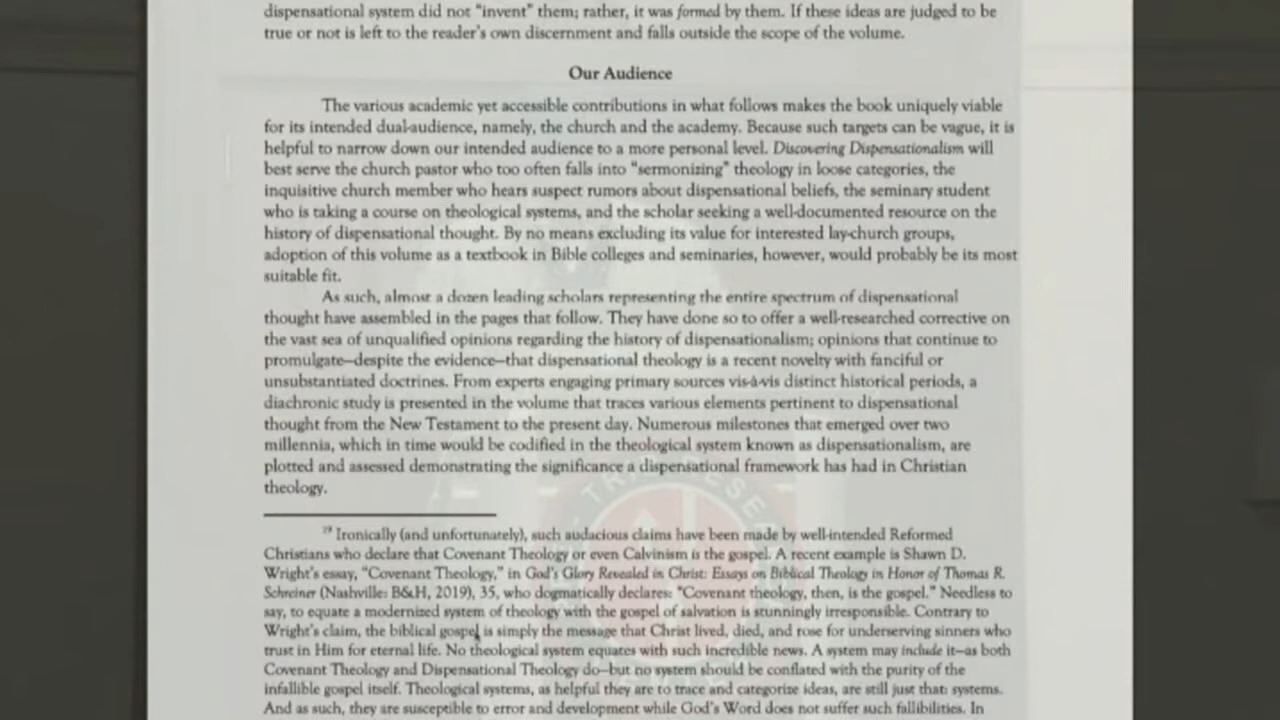 dispensational system did not "invent" them; rather, it was formed by them. If these ideas are judged to be
true or not is left to the reader's own discernment and falls outside the scope of the volume.
Our Audience
The various academic yet accessible contributions in what follows makes the book uniquely viable
for its intended dual-audience, namely, the church and the academy. Because such targets can be vague, it is
helpful to narrow down our intended audience to a more personal level. Discovering Dispensationalism will
best serve the church pastor who too often falls into "sermonizing" theology in loose categories, the
inquisitive church member who hears suspect rumors about dispensational beliefs, the seminary student
who is taking a course on theological systems, and the scholar seeking a well-documented resource on the
history of dispensational thought. By no means excluding its value for interested lay-church groups,
adoption of this volume as a textbook in Bible colleges and seminaries, however, would probably be its most
suitable fit.
As such, almost a dozen leading scholars representing the entire spectrum of dispensational
thought have assembled in the pages that follow. They have done so to offer a well-researched corrective on
the vast sea of unqualified opinions regarding the history of dispensationalism; opinions that continue to
promulgate—despite the evidence—that dispensational theology is a recent novelty with fanciful or
unsubstantiated doctrines. From experts engaging primary sources vis-à-vis distinct historical periods, a
diachronic study is presented in the volume that traces various elements pertinent to dispensational
thought from the New Testament to the present day. Numerous milestones that emerged over two
millennia, which in time would be codified in the theological system known as dispensationalism, are
plotted and assessed demonstrating the significance a dispensational framework has had in Christian
theology.
Ironically (and unfortunately), such audacious claims have been made by well-intended Reformed
Christians who declare that Covenant Theology or even Calvinism is the gospel. A recent example is Shawn D.
Wright's essay, "Covenant Theology," in God's Glory Revealed in Christ: Essays on Biblical Theology in Honor of Thomas R.
Schreiner (Nashville: B&H, 2019), 35, who dogmatically declares: "Covenant theology, then, is the gospel." Needless to
say, to equate a modernized system of theology with the gospel of salvation is stunningly irresponsible. Contrary to
Wright's claim, the biblical gospel is simply the message that Christ lived, died, and rose for underserving sinners who
trust in Him for eternal life. No theological system equates with such incredible news. A system may include it—as both
Covenant Theology and Dispensational Theology do—but no system should be conflated with the purity of the
infallible gospel itself. Theological systems, as helpful they are to trace and categorize ideas, are still just that: systems.
And as such, they are susceptible to error and development while God's Word does not suffer such fallibilities. In